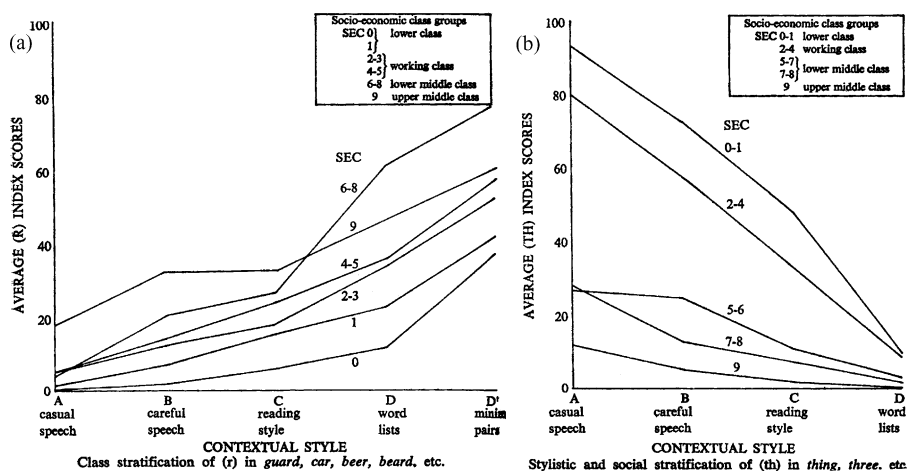 (a)
AVERAGE (R) INDEX SCORES
100
80
60
40
20
0
Socio-economic class groups
SEC 0 lower class
1
2-3 working class
4-5
6-8 lower middle class
9 upper middle class
SEC
6-8
9
4-5
2-3
1
0
A B C D D'
casual careful reading word minim
speech speech style lists pairs
CONTEXTUAL STYLE
Class stratification of (r) in guard, car, beer, beard, etc.
(b)
AVERAGE (TH) INDEX SCORES
100
80
60
40
20
0
Socio-economic class groups
SEC 0-1 lower class
2-4 working class
5-7 lower middle class
7-8
9 upper middle class
SEC
0-1
2-4
5-6
7-8
9
A B C D
casual careful reading word
speech speech style lists
CONTEXTUAL STYLE
Stylistic and social stratification of (th) in thing, three, etc